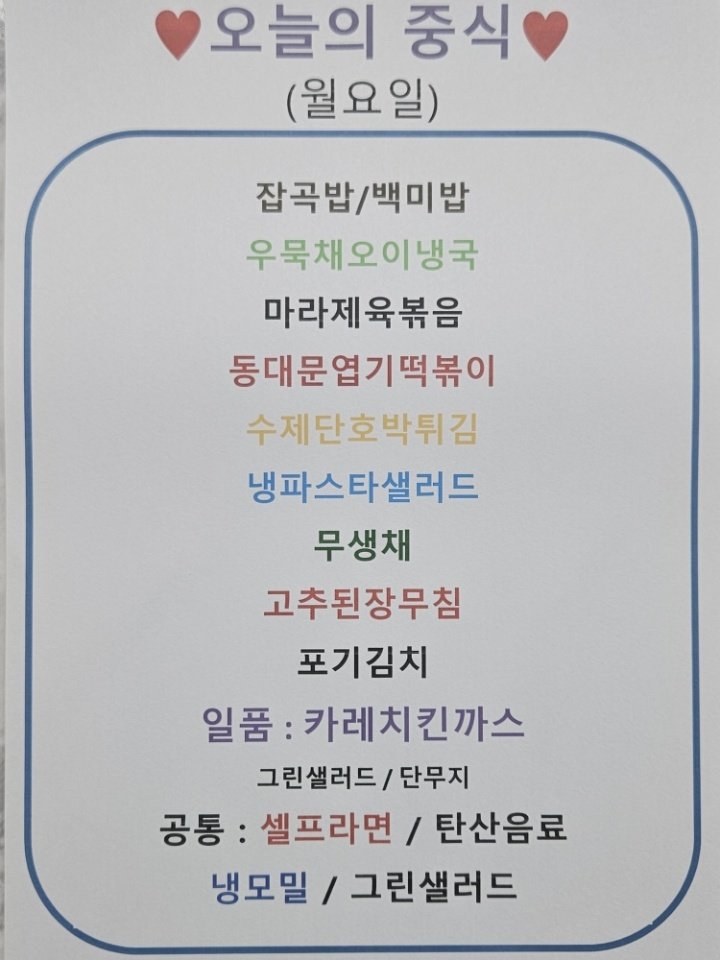 ♥오늘의 중식♥
(월요일)
잡곡밥/백미밥
우묵채오이냉국
마라제육볶음
동대문엽기떡볶이
수제단호박튀김
냉파스타샐러드
무생채
고추된장무침
포기김치
일품 : 카레치킨까스
그린샐러드 / 단무지
공통 : 셀프라면 / 탄산음료
냉모밀 / 그린샐러드